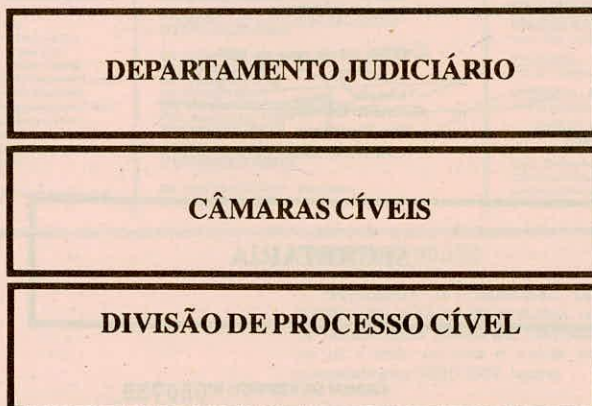 DEPARTAMENTO JUDICIÁRIO
CÂMARAS CÍVEIS
DIVISÃO DE PROCESSO CÍVEL